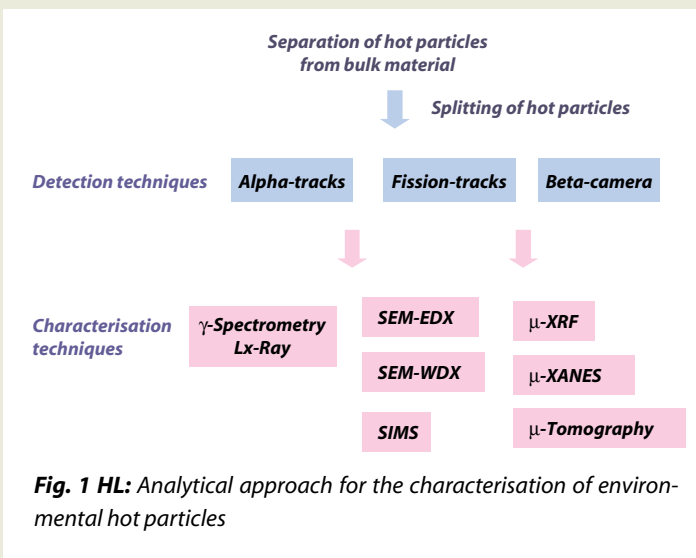 Separation of hot particles
from bulk material
Splitting of hot particles
Detection techniques
Alpha-tracks
Fission-tracks
Beta-camera
Characterisation
techniques
γ-Spectrometry
Lx-Ray
SEM-EDX
SEM-WDX
SIMS
μ-XRF
μ-XANES
μ-Tomography
Fig. 1 HL: Analytical approach for the characterisation of environ-
mental hot particles